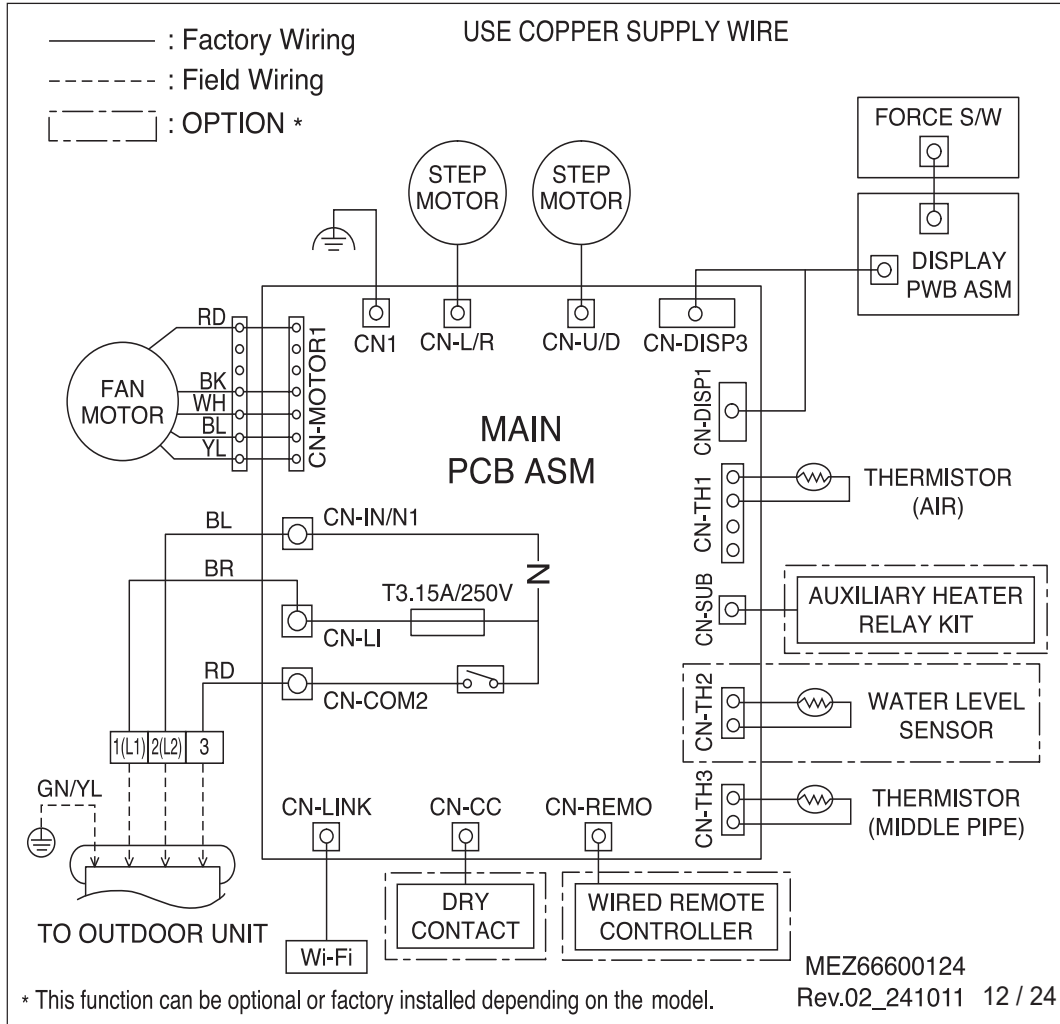 : Factory Wiring
: Field Wiring
: OPTION *
USE COPPER SUPPLY WIRE
FORCE S/W
DISPLAY
PWB ASM
STEP
MOTOR
STEP
MOTOR
CN1
CN-L/R
CN-U/D
CN-DISP3
RD
BK
WH
BL
YL
FAN
MOTOR
CN-MOTOR1
MAIN
PCB ASM
CN-DISP1
CN-TH1
THERMISTOR
(AIR)
CN-SUB
AUXILIARY HEATER
RELAY KIT
CN-TH2
WATER LEVEL
SENSOR
CN-TH3
THERMISTOR
(MIDDLE PIPE)
BL
CN-IN/N1
BR
T3.15A/250V
N
CN-LI
RD
CN-COM2
1(L1)
2(L2)
3
GN/YL
TO OUTDOOR UNIT
CN-LINK
CN-CC
CN-REMO
Wi-Fi
DRY
CONTACT
WIRED REMOTE
CONTROLLER
MEZ66600124
Rev.02_241011
12 / 24
* This function can be optional or factory installed depending on the model.